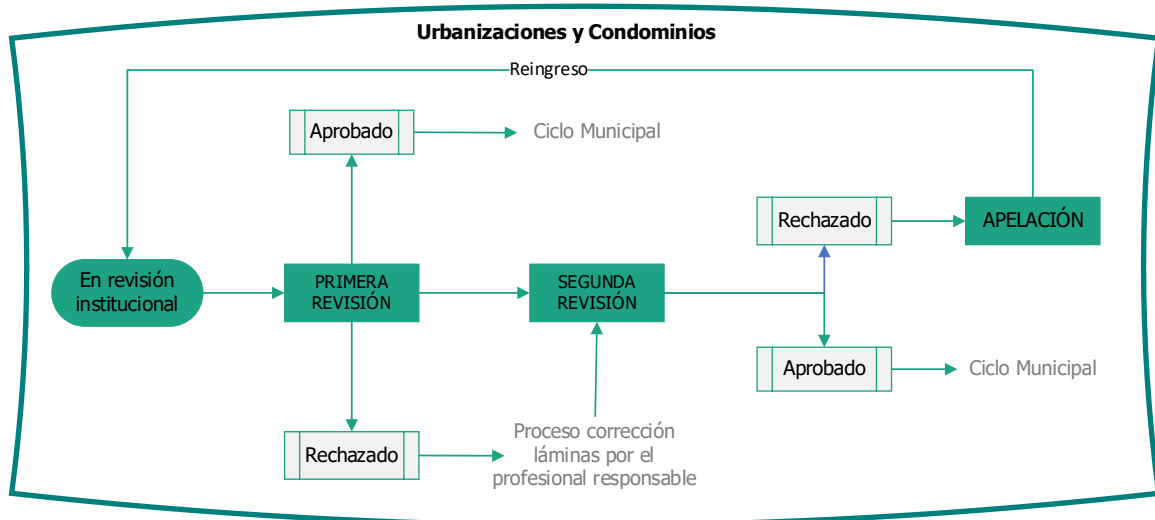 Urbanizaciones y Condominios
Reingreso
Aprobado
Ciclo Municipal
Rechazado
APELACIÓN
En revisión
institucional
PRIMERA
REVISIÓN
SEGUNDA
REVISIÓN
Aprobado
Ciclo Municipal
Rechazado
Proceso corrección
láminas por el
profesional responsable